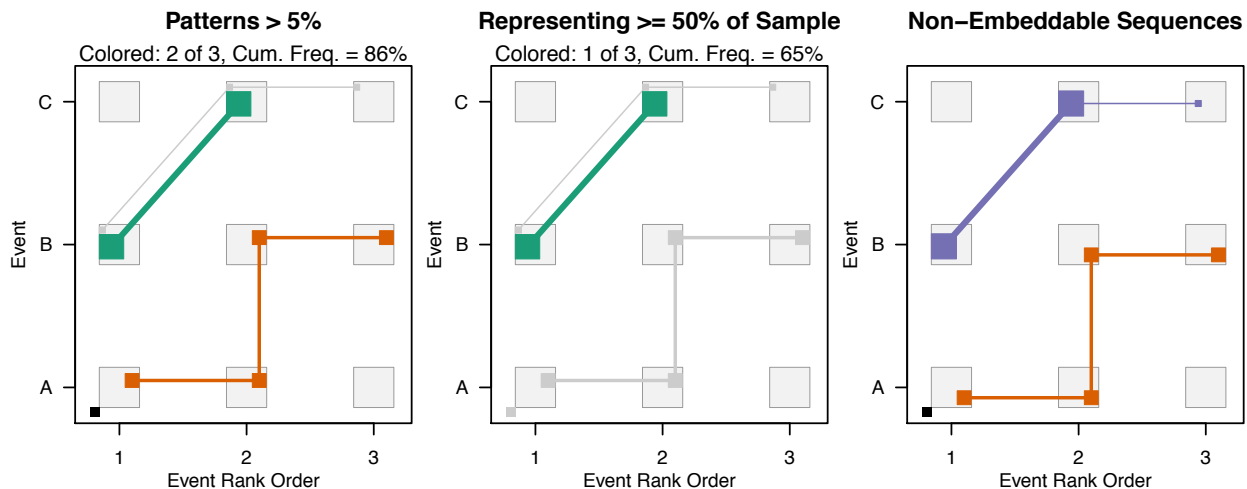 Patterns > 5%
Colored: 2 of 3, Cum. Freq. = 86%
C
B
A
Event
1 2 3
Event Rank Order
Representing >= 50% of Sample
Colored: 1 of 3, Cum. Freq. = 65%
C
B
A
Event
1 2 3
Event Rank Order
Non−Embeddable Sequences
C
B
A
Event
1 2 3
Event Rank Order